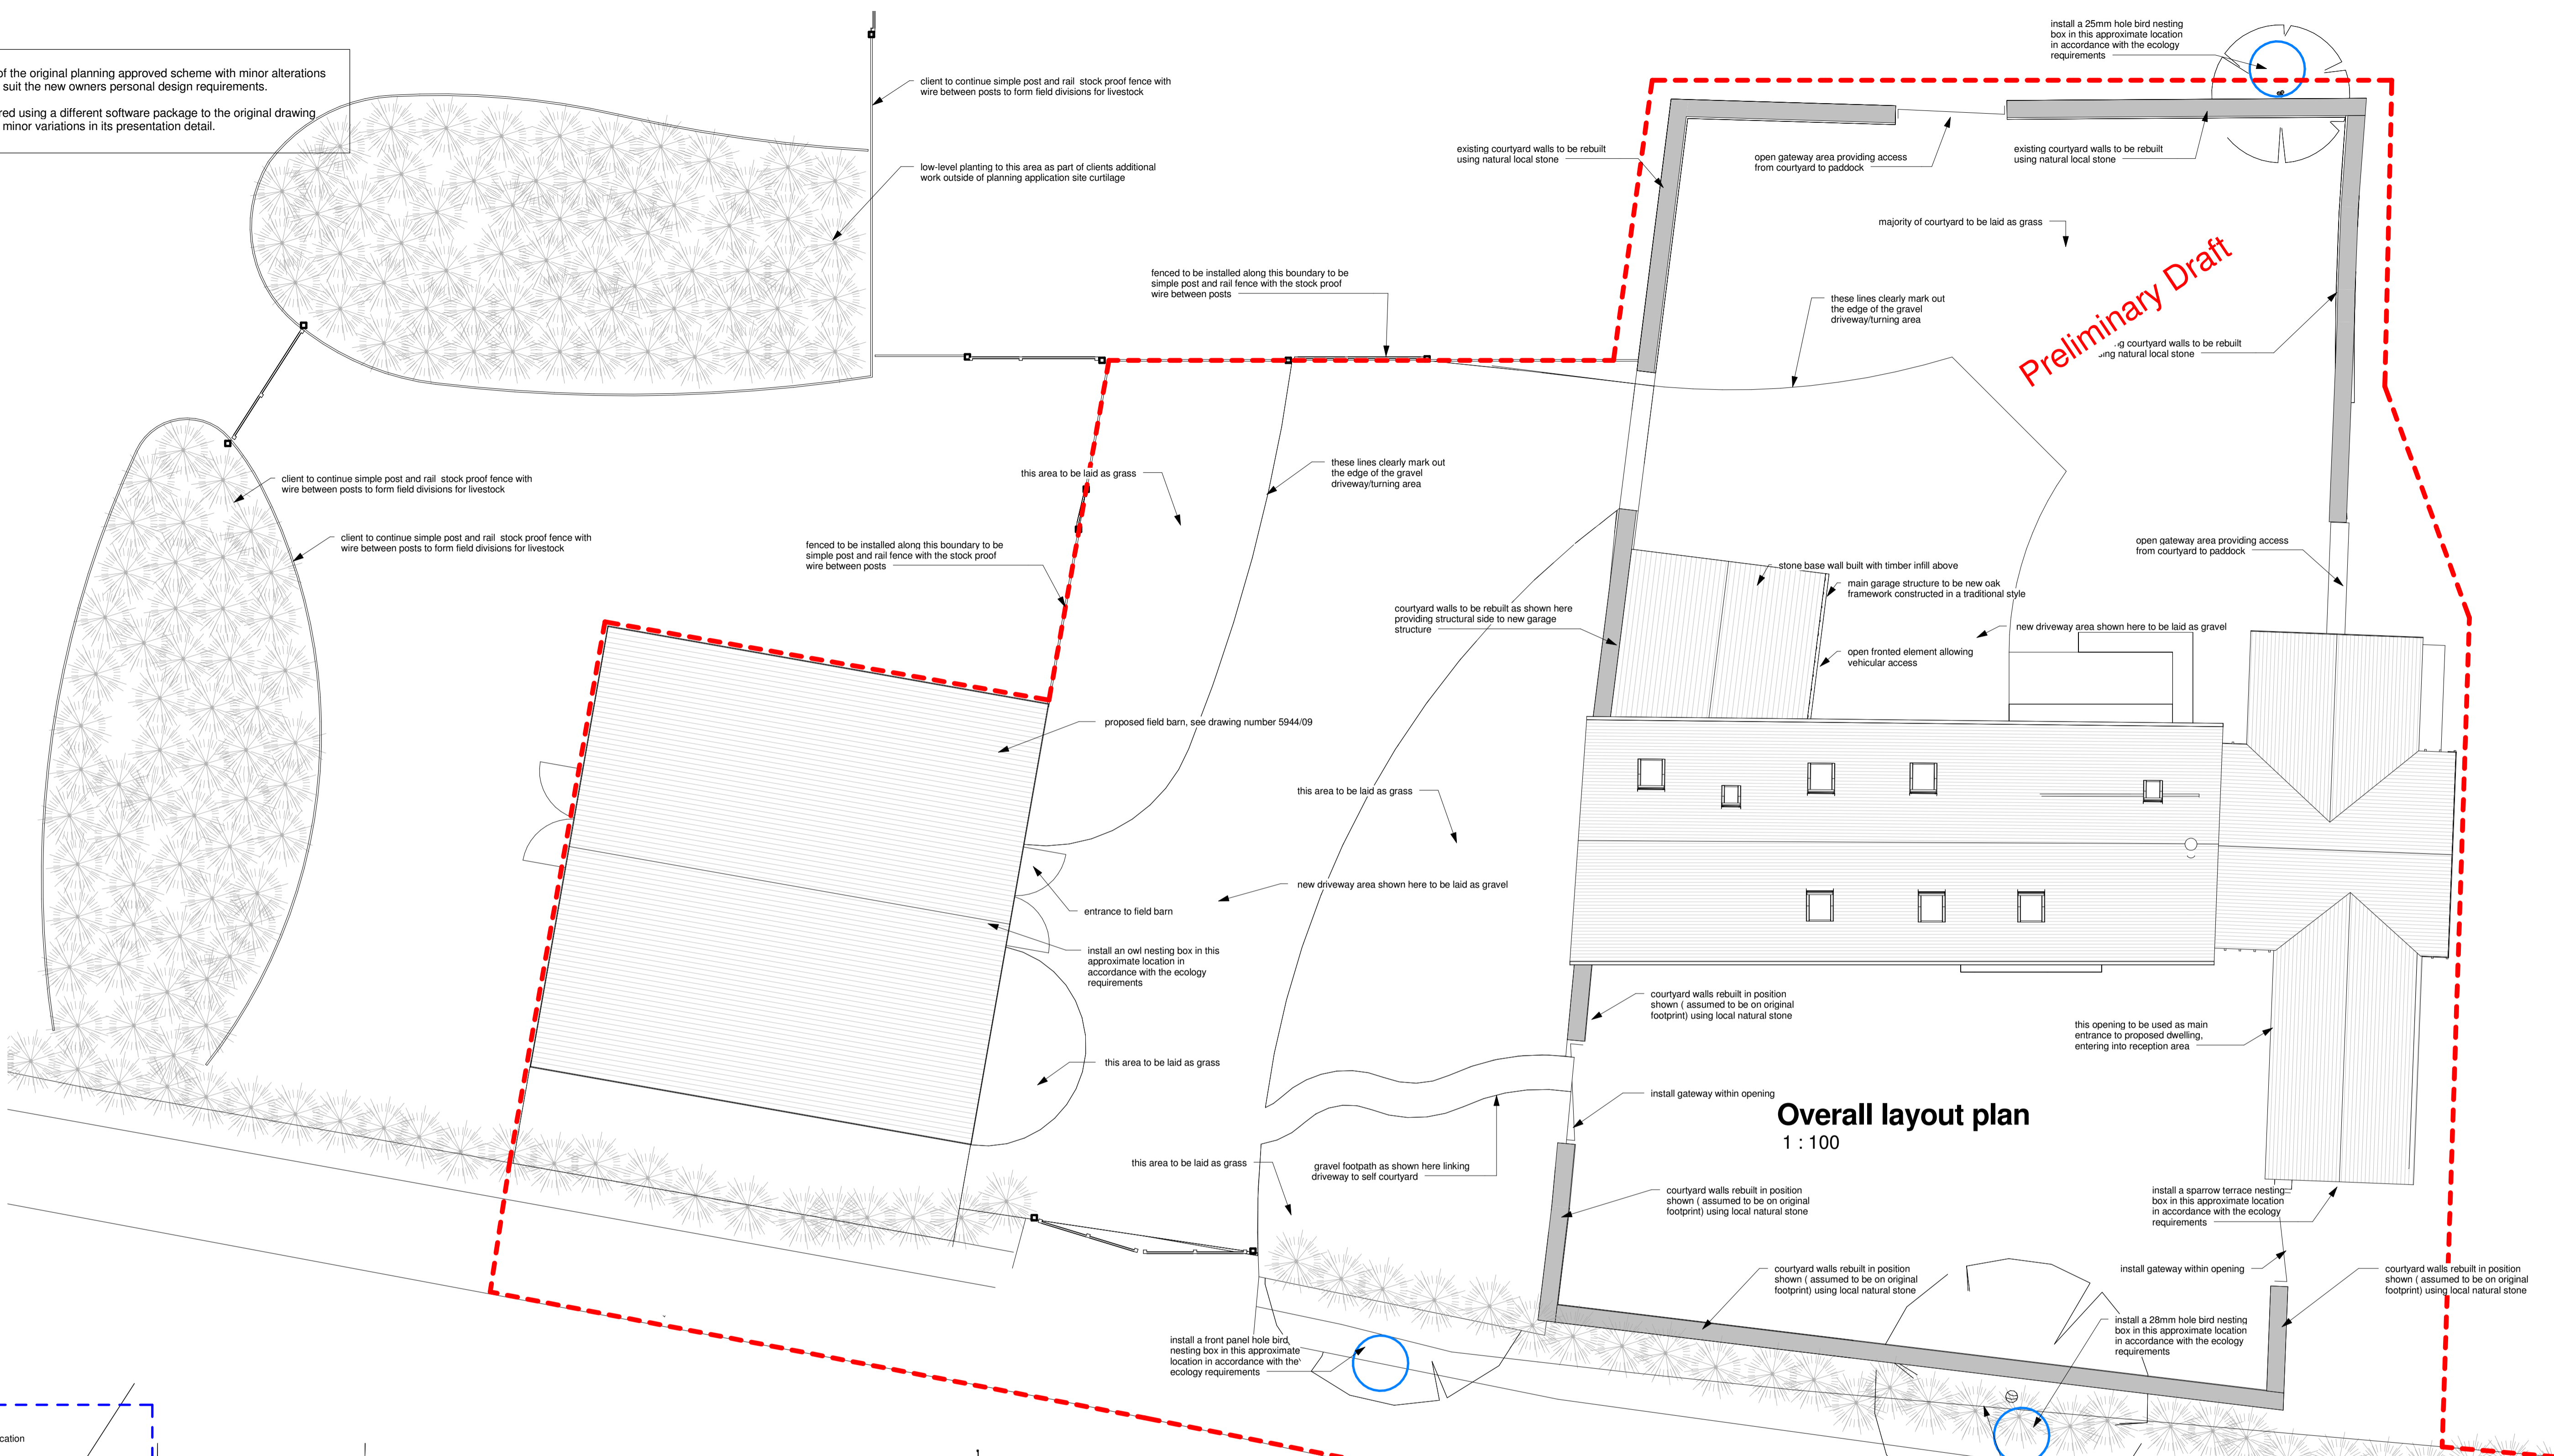 of the original planning approved scheme with minor alterations
suit the new owners personal design requirements.
red using a different software package to the original drawing
minor variations in its presentation detail.
client to continue simple post and rail stock proof fence with
wire between posts to form field divisions for livestock
low-level planting to this area as part of clients additional
work outside of planning application site curtilage
install a 25mm hole bird nesting
box in this approximate location
in accordance with the ecology
requirements
existing courtyard walls to be rebuilt
using natural local stone
open gateway area providing access
from courtyard to paddock
existing courtyard walls to be rebuilt
using natural local stone
majority of courtyard to be laid as grass
Preliminary Draft
fenced to be installed along this boundary to be
simple post and rail fence with the stock proof
wire between posts
these lines clearly mark out
the edge of the gravel
driveway/turning area
courtyard walls to be rebuilt
natural local stone
client to continue simple post and rail stock proof fence with
wire between posts to form field divisions for livestock
client to continue simple post and rail stock proof fence with
wire between posts to form field divisions for livestock
this area to be laid as grass
these lines clearly mark out
the edge of the gravel
driveway/turning area
fenced to be installed along this boundary to be
simple post and rail fence with the stock proof
wire between posts
open gateway area providing access
from courtyard to paddock
stone base wall built with timber infill above
main garage structure to be new oak
framework constructed in a traditional style
courtyard walls to be rebuilt as shown here
providing structural side to new garage
structure
new driveway area shown here to be laid as gravel
open fronted element allowing
vehicular access
proposed field barn, see drawing number 5944/09
this area to be laid as grass
new driveway area shown here to be laid as gravel
entrance to field barn
install an owl nesting box in this
approximate location in
accordance with the ecology
requirements
courtyard walls rebuilt in position
shown ( assumed to be on original
footprint) using local natural stone
this opening to be used as main
entrance to proposed dwelling,
entering into reception area
this area to be laid as grass
install gateway within opening
Overall layout plan
1 : 100
this area to be laid as grass
gravel footpath as shown here linking
driveway to self courtyard
courtyard walls rebuilt in position
shown ( assumed to be on original
footprint) using local natural stone
install a sparrow terrace nesting
box in this approximate location
in accordance with the ecology
requirements
courtyard walls rebuilt in position
shown ( assumed to be on original
footprint) using local natural stone
install gateway within opening
courtyard walls rebuilt in position
shown ( assumed to be on original
footprint) using local natural stone
install a front panel hole bird
nesting box in this approximate
location in accordance with the
ecology requirements
install a 28mm hole bird nesting
box in this approximate location
in accordance with the ecology
requirements
cation